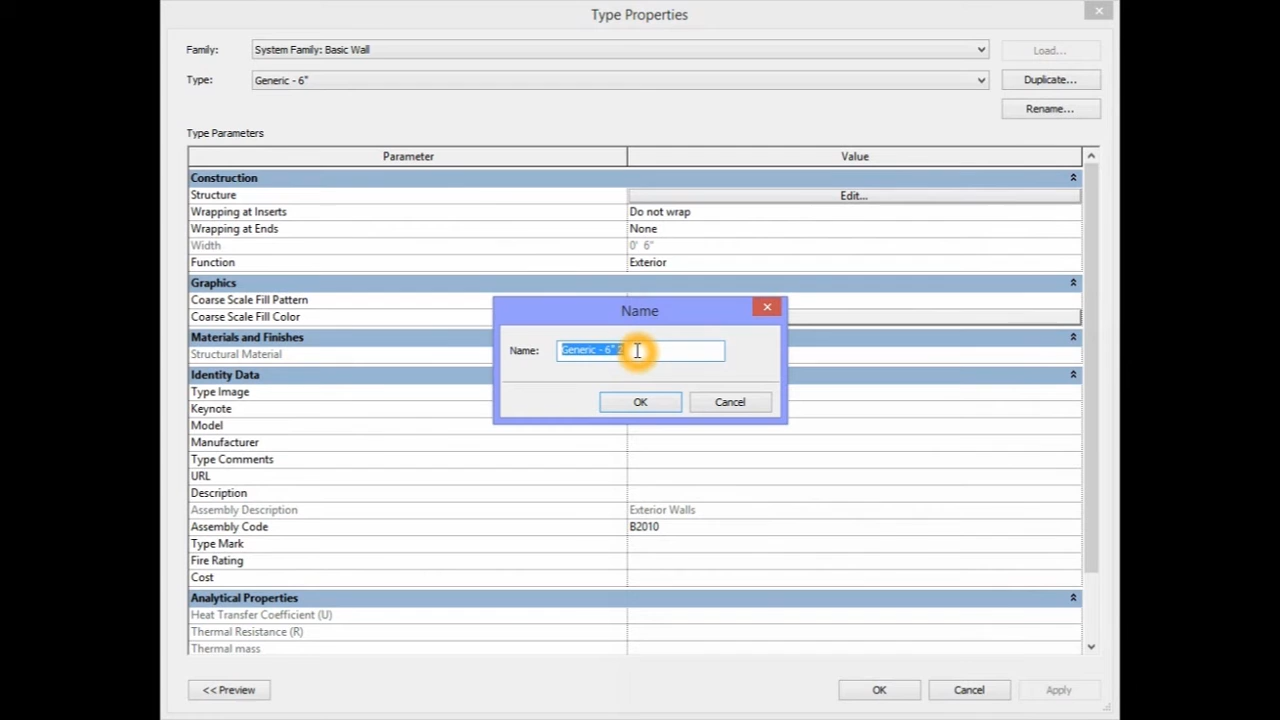 Type Properties
Family: System Family: Basic Wall Load...
Type: Generic - 6" Duplicate...
Rename...
Type Parameters
Parameter Value
Construction
Structure Edit...
Wrapping at Inserts Do not wrap
Wrapping at Ends None
Width 0' 6"
Function Exterior
Graphics
Coarse Scale Fill Pattern
Coarse Scale Fill Color
Materials and Finishes
Structural Material
Identity Data
Type Image
Keynote
Model
Manufacturer
Type Comments
URL
Description
Assembly Description Exterior Walls
Assembly Code B2010
Type Mark
Fire Rating
Cost
Analytical Properties
Heat Transfer Coefficient (U)
Thermal Resistance (R)
Thermal mass
Name
Name: Generic - 6" 2
OK Cancel
<< Preview OK Cancel Apply